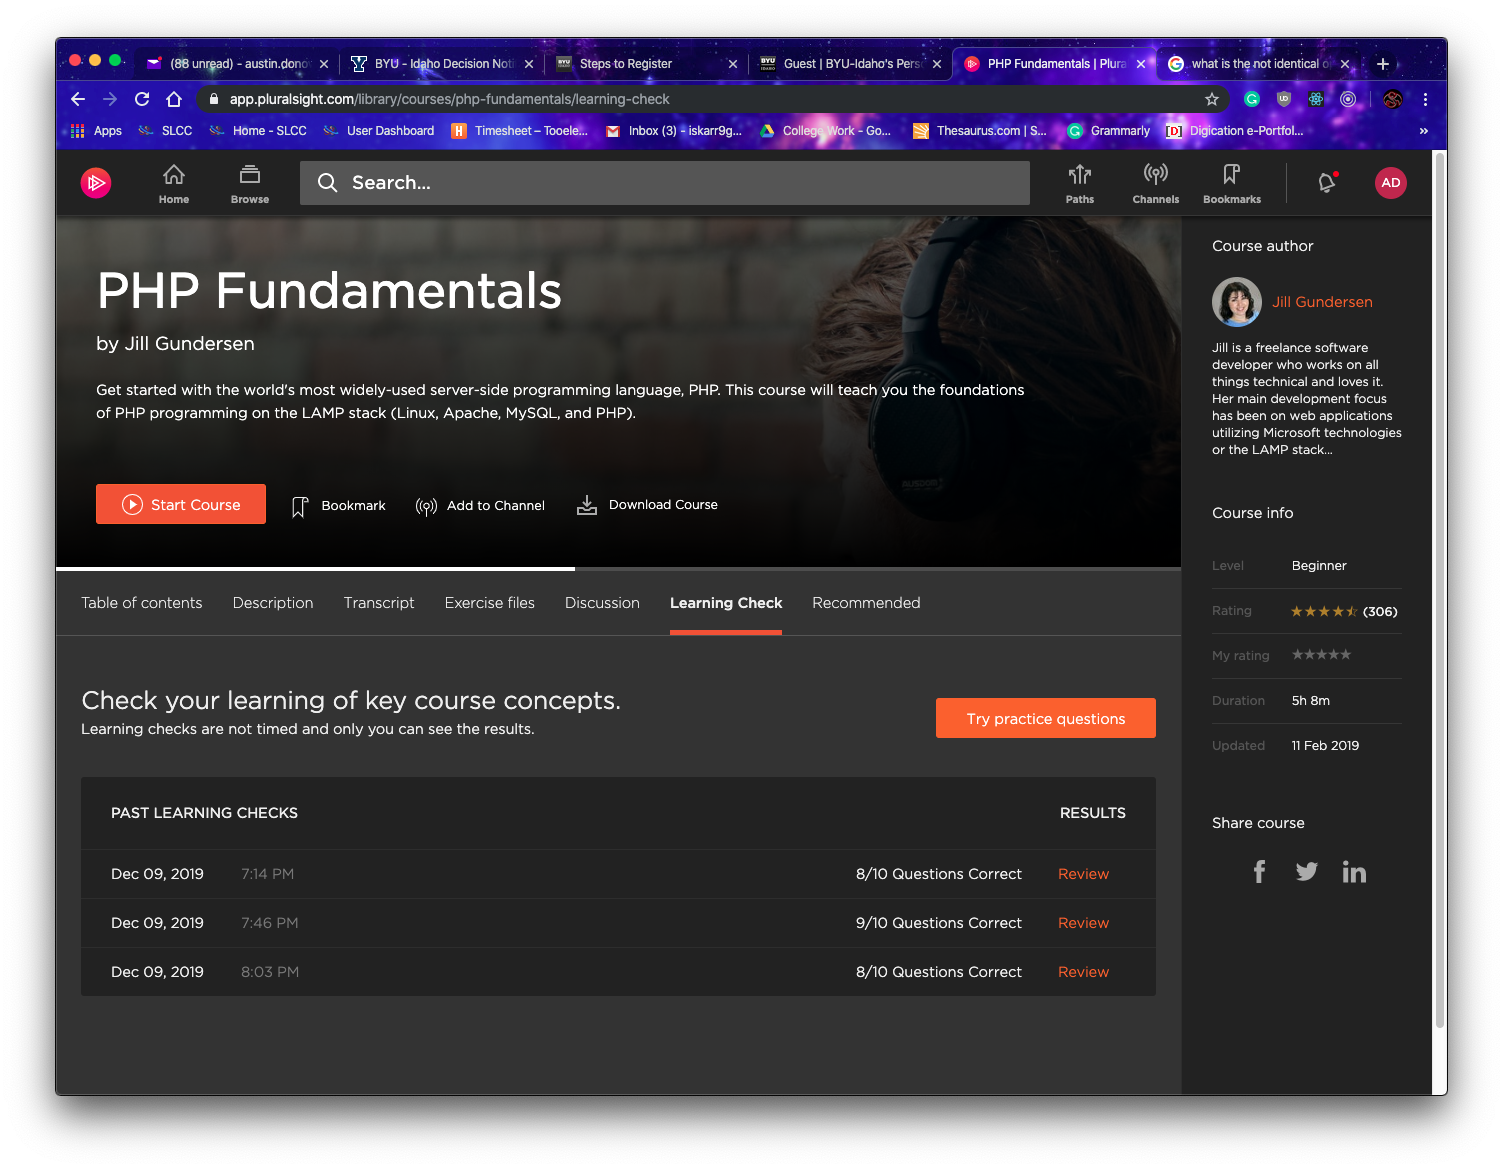 (88 unread) - austin.dono
BYU - Idaho Decision Noti
Steps to Register
Guest | BYU-Idaho's Perso
PHP Fundamentals | Plura
what is the not identical o
app.pluralsight.com/library/courses/php-fundamentals/learning-check
Apps
SLCC
Home - SLCC
User Dashboard
Timesheet – Tooele...
Inbox (3) - iskarr9g...
College Work - Go...
Thesaurus.com | S...
Grammarly
Digication e-Portfol...
»
Home
Browse
Search...
Paths
Channels
Bookmarks
AD
PHP Fundamentals
by Jill Gundersen
Get started with the world's most widely-used server-side programming language, PHP. This course will teach you the foundations
of PHP programming on the LAMP stack (Linux, Apache, MySQL, and PHP).
Start Course
Bookmark
Add to Channel
Download Course
Table of contents
Description
Transcript
Exercise files
Discussion
Learning Check
Recommended
Check your learning of key course concepts.
Learning checks are not timed and only you can see the results.
Try practice questions
PAST LEARNING CHECKS RESULTS
Dec 09, 2019 7:14 PM 8/10 Questions Correct Review
Dec 09, 2019 7:46 PM 9/10 Questions Correct Review
Dec 09, 2019 8:03 PM 8/10 Questions Correct Review
Course author
Jill Gundersen
Jill is a freelance software
developer who works on all
things technical and loves it.
Her main development focus
has been on web applications
utilizing Microsoft technologies
or the LAMP stack...
Course info
Level Beginner
Rating (306)
My rating
Duration 5h 8m
Updated 11 Feb 2019
Share course